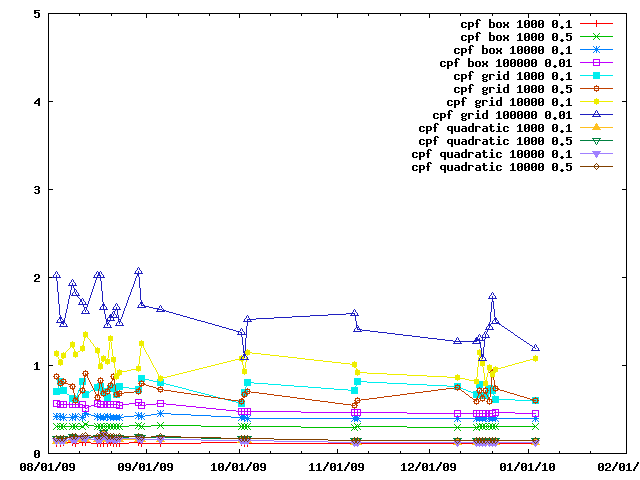 5
cpf box 1000 0.1
cpf box 1000 0.5
cpf box 10000 0.1
cpf box 100000 0.01
cpf grid 1000 0.1
cpf grid 1000 0.5
cpf grid 10000 0.1
cpf grid 100000 0.01
cpf quadratic 1000 0.1
cpf quadratic 1000 0.5
cpf quadratic 10000 0.1
cpf quadratic 10000 0.5
4
3
2
1
0
08/01/09 09/01/09 10/01/09 11/01/09 12/01/09 01/01/10 02/01/